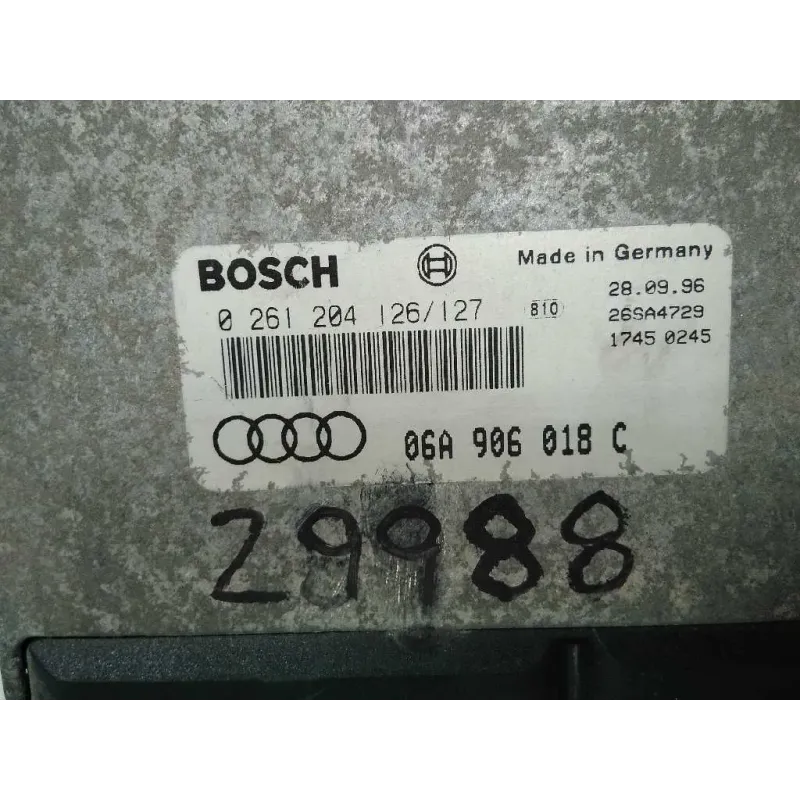 BOSCH
Made in Germany
0 261 204 126/127
810
28.09.96
26SA4729
1745 0245
06A 906 018 C
29988